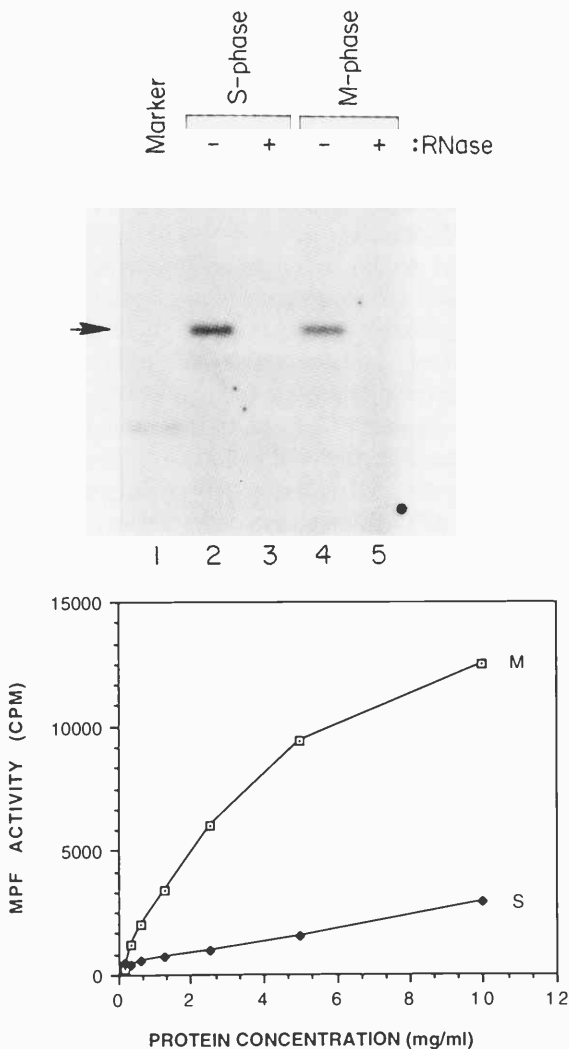 Marker
S-phase
M-phase
- + - + :RNase
1 2 3 4 5
15000
10000
5000
0
MPF ACTIVITY (CPM)
M
S
0 2 4 6 8 10 12
PROTEIN CONCENTRATION (mg/ml)